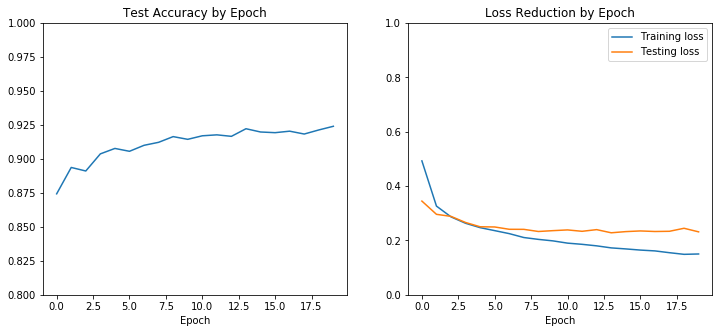 Test Accuracy by Epoch
1.000
0.975
0.950
0.925
0.900
0.875
0.850
0.825
0.800
0.0 2.5 5.0 7.5 10.0 12.5 15.0 17.5
Epoch
Loss Reduction by Epoch
Training loss
Testing loss
1.0
0.8
0.6
0.4
0.2
0.0
0.0 2.5 5.0 7.5 10.0 12.5 15.0 17.5
Epoch